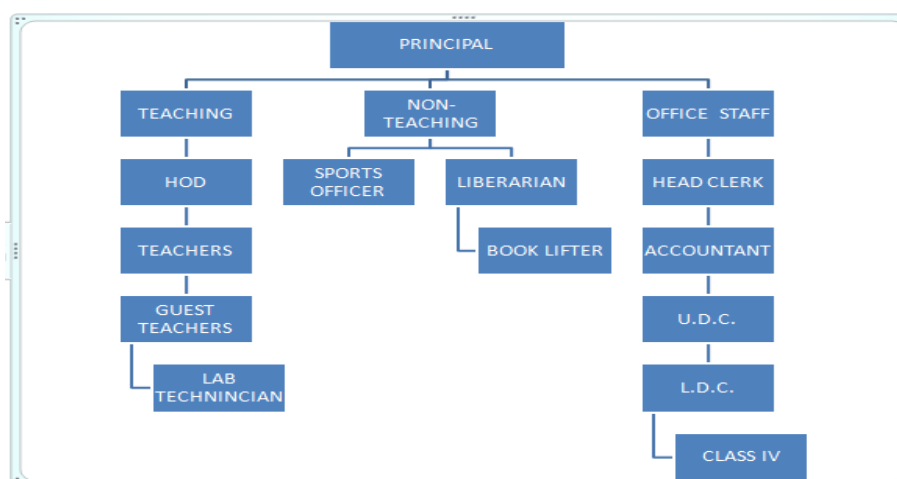 PRINCIPAL
TEACHING
NON-
TEACHING
OFFICE STAFF
HOD
SPORTS
OFFICER
LIBERARIAN
HEAD CLERK
TEACHERS
BOOK LIFTER
ACCOUNTANT
GUEST
TEACHERS
U.D.C.
LAB
TECHNINCIAN
L.D.C.
CLASS IV